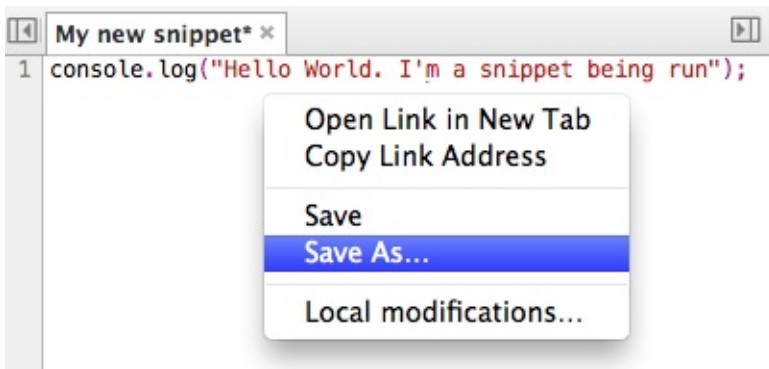 My new snippet* ×
1 console.log("Hello World. I'm a snippet being run");
Open Link in New Tab
Copy Link Address
Save
Save As...
Local modifications...